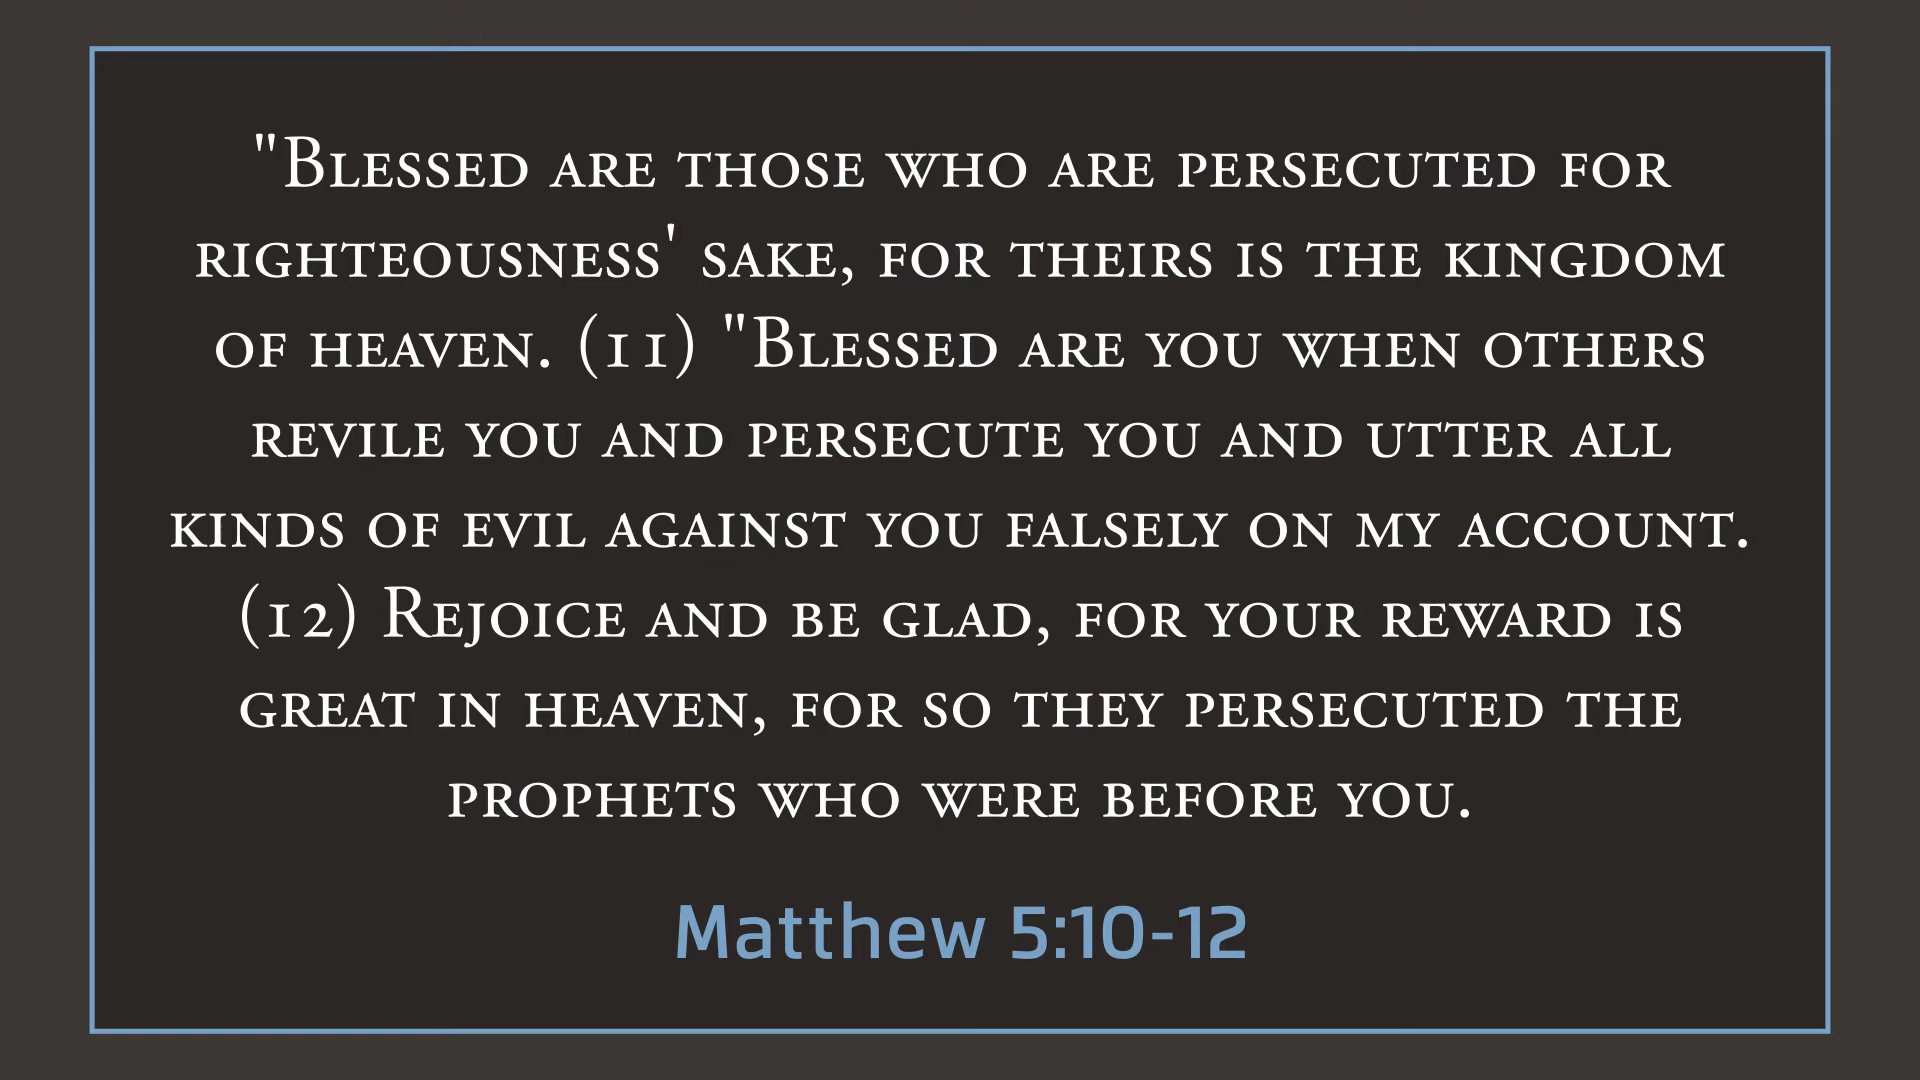 "Blessed are those who are persecuted for
righteousness' sake, for theirs is the kingdom
of heaven. (11) "Blessed are you when others
revile you and persecute you and utter all
kinds of evil against you falsely on my account.
(12) Rejoice and be glad, for your reward is
great in heaven, for so they persecuted the
prophets who were before you.
Matthew 5:10-12